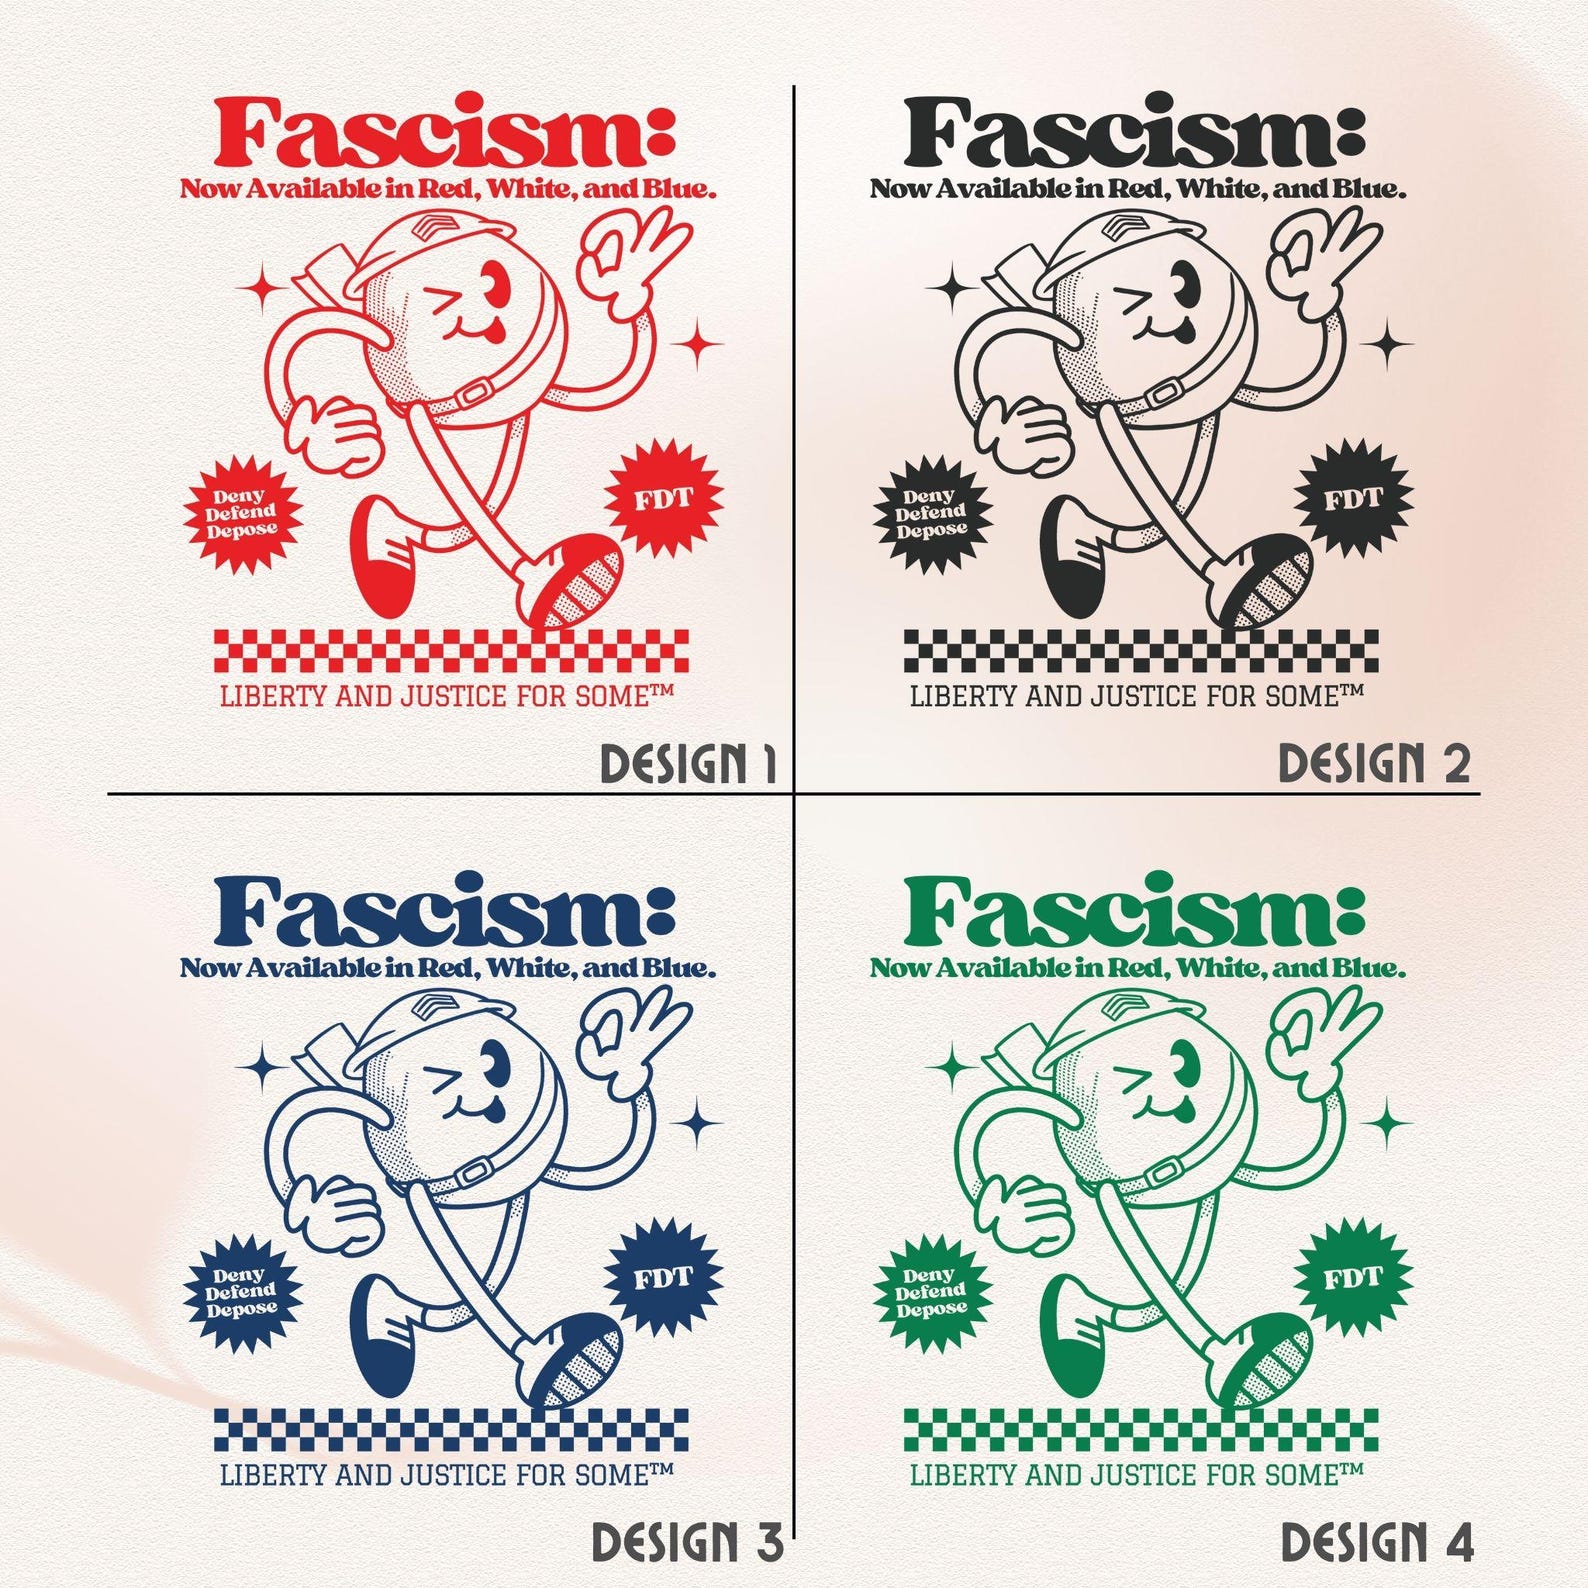 Fascism:
Now Available in Red, White, and Blue.
Deny
Defend
Depose
FDT
LIBERTY AND JUSTICE FOR SOME™
DESIGN 1
Fascism:
Now Available in Red, White, and Blue.
Deny
Defend
Depose
FDT
LIBERTY AND JUSTICE FOR SOME™
DESIGN 2
Fascism:
Now Available in Red, White, and Blue.
Deny
Defend
Depose
FDT
LIBERTY AND JUSTICE FOR SOME™
DESIGN 3
Fascism:
Now Available in Red, White, and Blue.
Deny
Defend
Depose
FDT
LIBERTY AND JUSTICE FOR SOME™
DESIGN 4